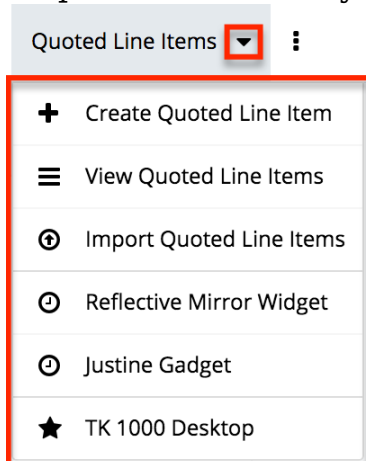 Quoted Line Items
Create Quoted Line Item
View Quoted Line Items
Import Quoted Line Items
Reflective Mirror Widget
Justine Gadget
TK 1000 Desktop